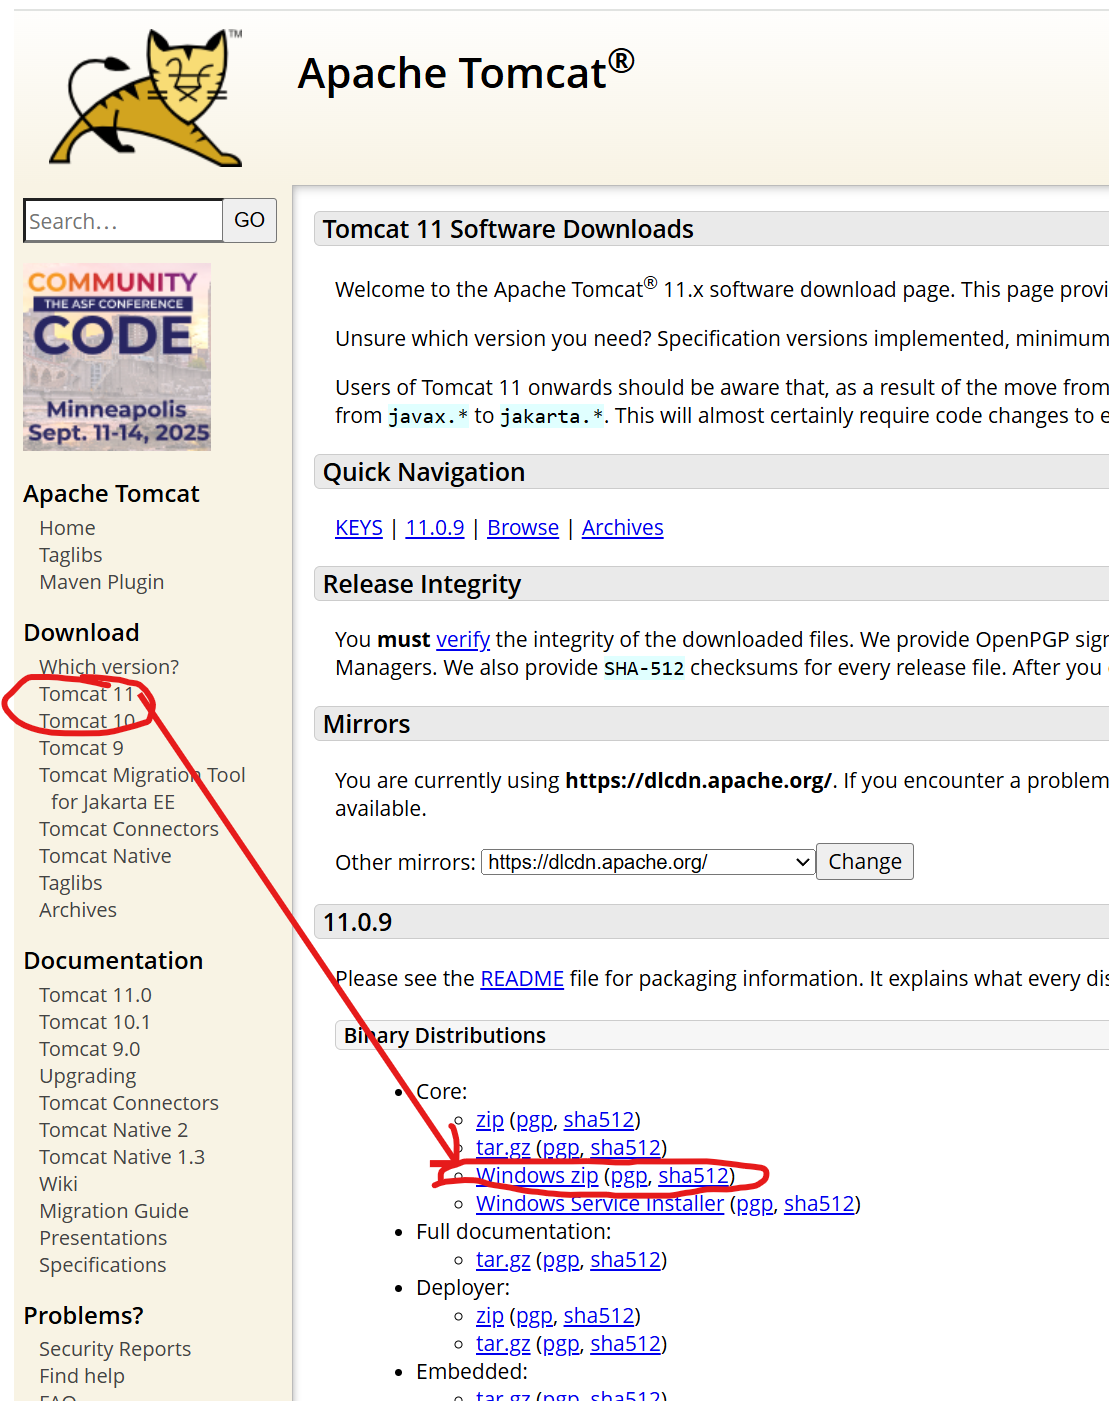 TM
Apache Tomcat®
Search...
GO
COMMUNITY
THE ASF CONFERENCE
CODE
Minneapolis
Sept. 11-14, 2025
Apache Tomcat
Home
Taglibs
Maven Plugin
Download
Which version?
Tomcat 11
Tomcat 10
Tomcat 9
Tomcat Migration Tool
for Jakarta EE
Tomcat Connectors
Tomcat Native
Taglibs
Archives
Documentation
Tomcat 11.0
Tomcat 10.1
Tomcat 9.0
Upgrading
Tomcat Connectors
Tomcat Native 2
Tomcat Native 1.3
Wiki
Migration Guide
Presentations
Specifications
Problems?
Security Reports
Find help
FAQ
Tomcat 11 Software Downloads
Welcome to the Apache Tomcat® 11.x software download page. This page provi
Unsure which version you need? Specification versions implemented, minimum
Users of Tomcat 11 onwards should be aware that, as a result of the move from
from javax.* to jakarta.*. This will almost certainly require code changes to e
Quick Navigation
KEYS | 11.0.9 | Browse | Archives
Release Integrity
You must verify the integrity of the downloaded files. We provide OpenPGP sign
Managers. We also provide SHA-512 checksums for every release file. After you
Mirrors
You are currently using https://dlcdn.apache.org/. If you encounter a problem
available.
Other mirrors: https://dlcdn.apache.org/ Change
11.0.9
Please see the README file for packaging information. It explains what every dis
Binary Distributions
• Core:
◦ zip (pgp, sha512)
◦ tar.gz (pgp, sha512)
◦ Windows zip (pgp, sha512)
◦ Windows Service Installer (pgp, sha512)
• Full documentation:
◦ tar.gz (pgp, sha512)
• Deployer:
◦ zip (pgp, sha512)
◦ tar.gz (pgp, sha512)
• Embedded:
◦ tar.gz (pgp, sha512)